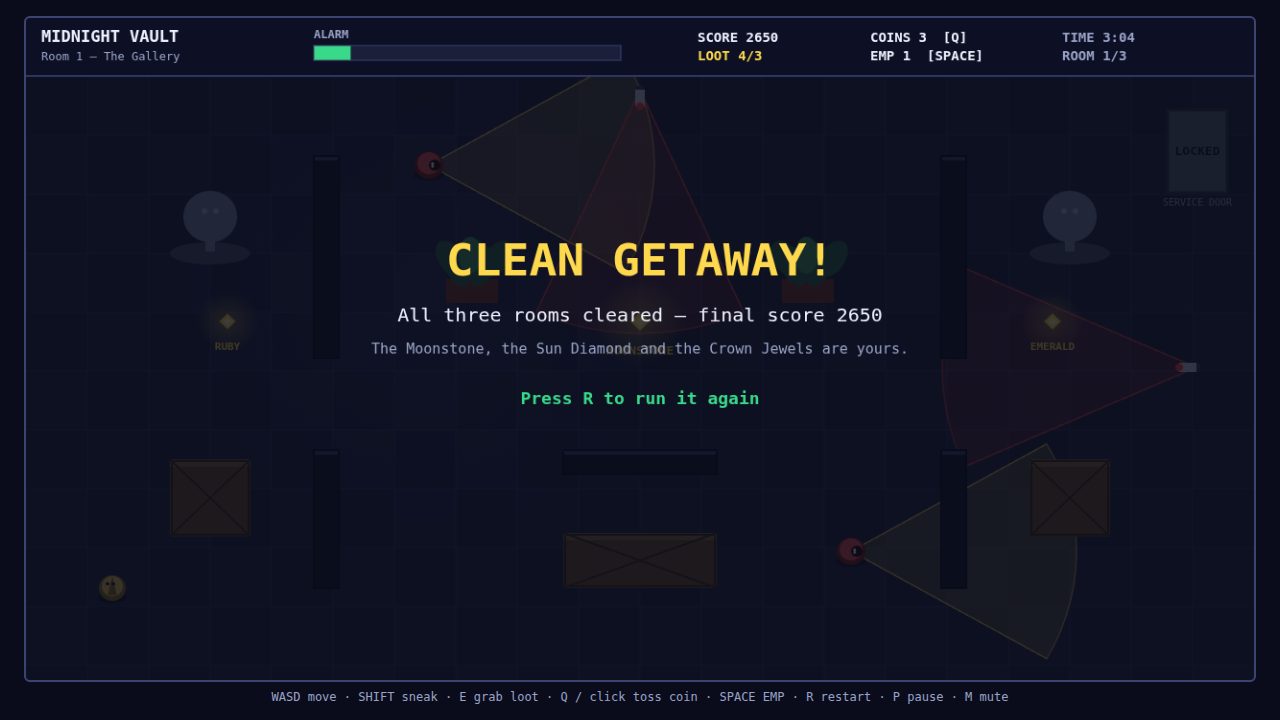 MIDNIGHT VAULT
Room 1 — The Gallery
ALARM
SCORE 2650
LOOT 4/3
COINS 3 [Q]
EMP 1 [SPACE]
TIME 3:04
ROOM 1/3
LOCKED
SERVICE DOOR
CLEAN GETAWAY!
All three rooms cleared — final score 2650
RUBY
The Moonstone, the Sun Diamond and the Crown Jewels are yours.
EMERALD
Press R to run it again
WASD move · SHIFT sneak · E grab loot · Q / click toss coin · SPACE EMP · R restart · P pause · M mute